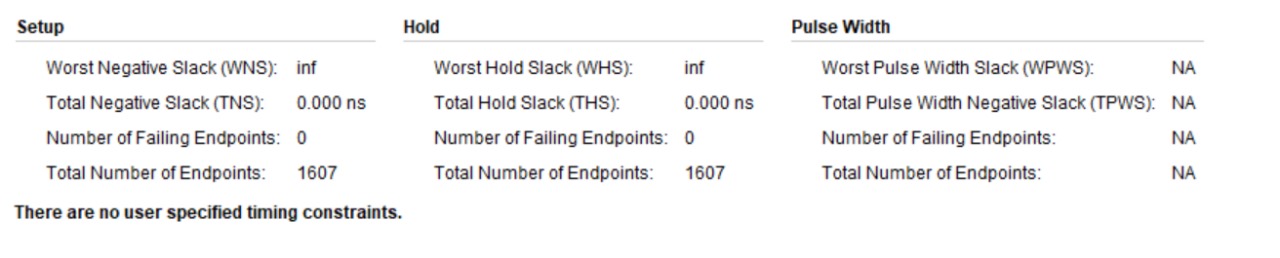 Setup Hold Pulse Width
Worst Negative Slack (WNS): inf Worst Hold Slack (WHS): inf Worst Pulse Width Slack (WPWS): NA
Total Negative Slack (TNS): 0.000 ns Total Hold Slack (THS): 0.000 ns Total Pulse Width Negative Slack (TPWS): NA
Number of Failing Endpoints: 0 Number of Failing Endpoints: 0 Number of Failing Endpoints: NA
Total Number of Endpoints: 1607 Total Number of Endpoints: 1607 Total Number of Endpoints: NA
There are no user specified timing constraints.